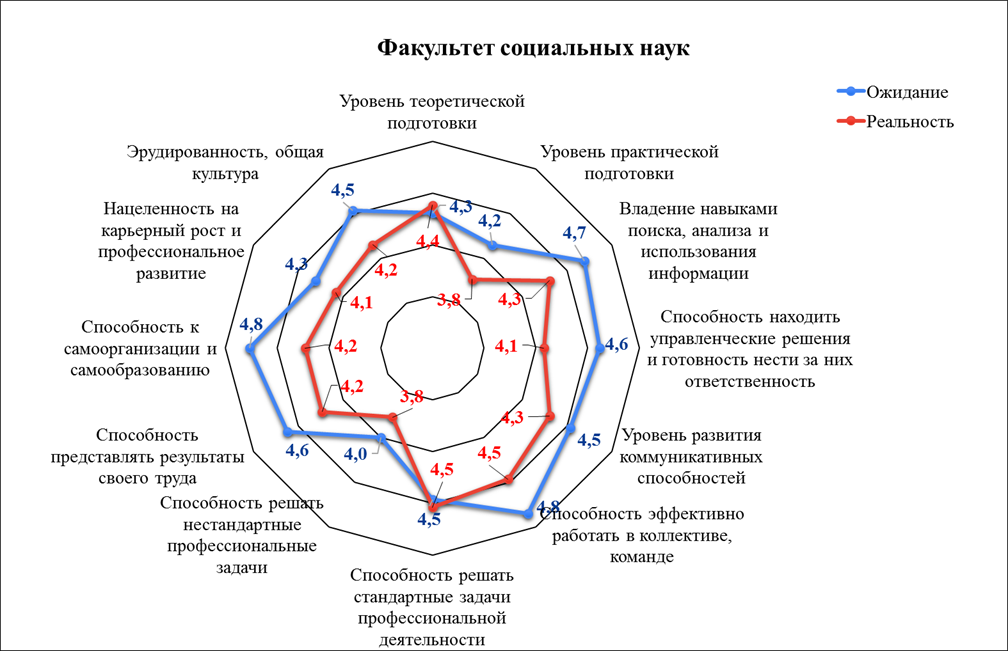 Факультет социальных наук
Ожидание
Реальность
Уровень теоретической
подготовки
Уровень практической
подготовки
Владение навыками
поиска, анализа и
использования
информации
Способность находить
управленческие решения
и готовность нести за них
ответственность
Уровень развития
коммуникативных
способностей
Способность эффективно
работать в коллективе,
команде
Способность решать
стандартные задачи
профессиональной
деятельности
Способность решать
нестандартные
профессиональные
задачи
Способность
представлять результаты
своего труда
Способность к
самоорганизации и
самообразованию
Нацеленность на
карьерный рост и
профессиональное
развитие
Эрудированность, общая
культура
4,3
4,2
4,7
4,6
4,5
4,8
4,5
4,0
4,6
4,8
4,3
4,5
4,4
3,8
4,3
4,1
4,3
4,5
4,5
3,8
4,2
4,2
4,1
4,2